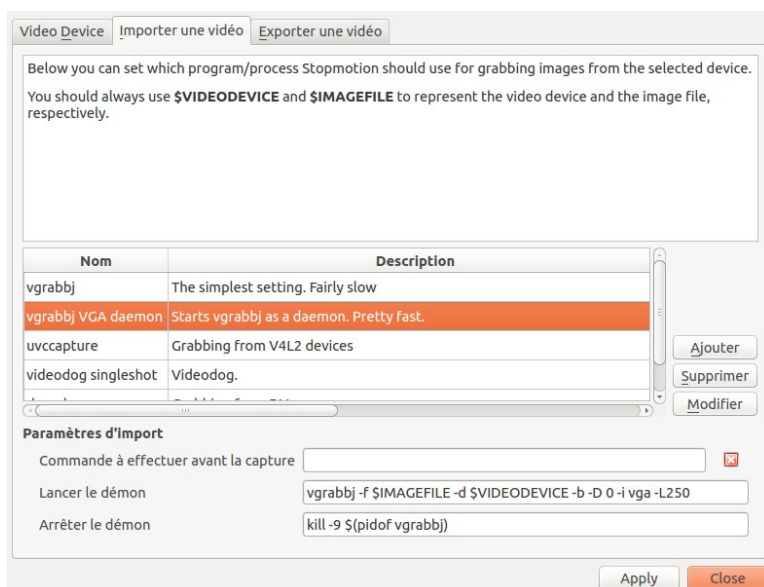 Video Device
Importer une vidéo
Exporter une vidéo
Below you can set which program/process Stopmotion should use for grabbing images from the selected device.
You should always use $VIDEODEVICE and $IMAGEFILE to represent the video device and the image file,
respectively.
Nom
Description
vgrabbj
The simplest setting. Fairly slow
vgrabbj VGA daemon
Starts vgrabbj as a daemon. Pretty fast.
uvccapture
Grabbing from V4L2 devices
videodog singleshot
Videodog.
Ajouter
Supprimer
Modifier
Paramètres d'import
Commande à effectuer avant la capture
Lancer le démon
vgrabbj -f $IMAGEFILE -d $VIDEODEVICE -b -D 0 -i vga -L250
Arrêter le démon
kill -9 $(pidof vgrabbj)
Apply
Close